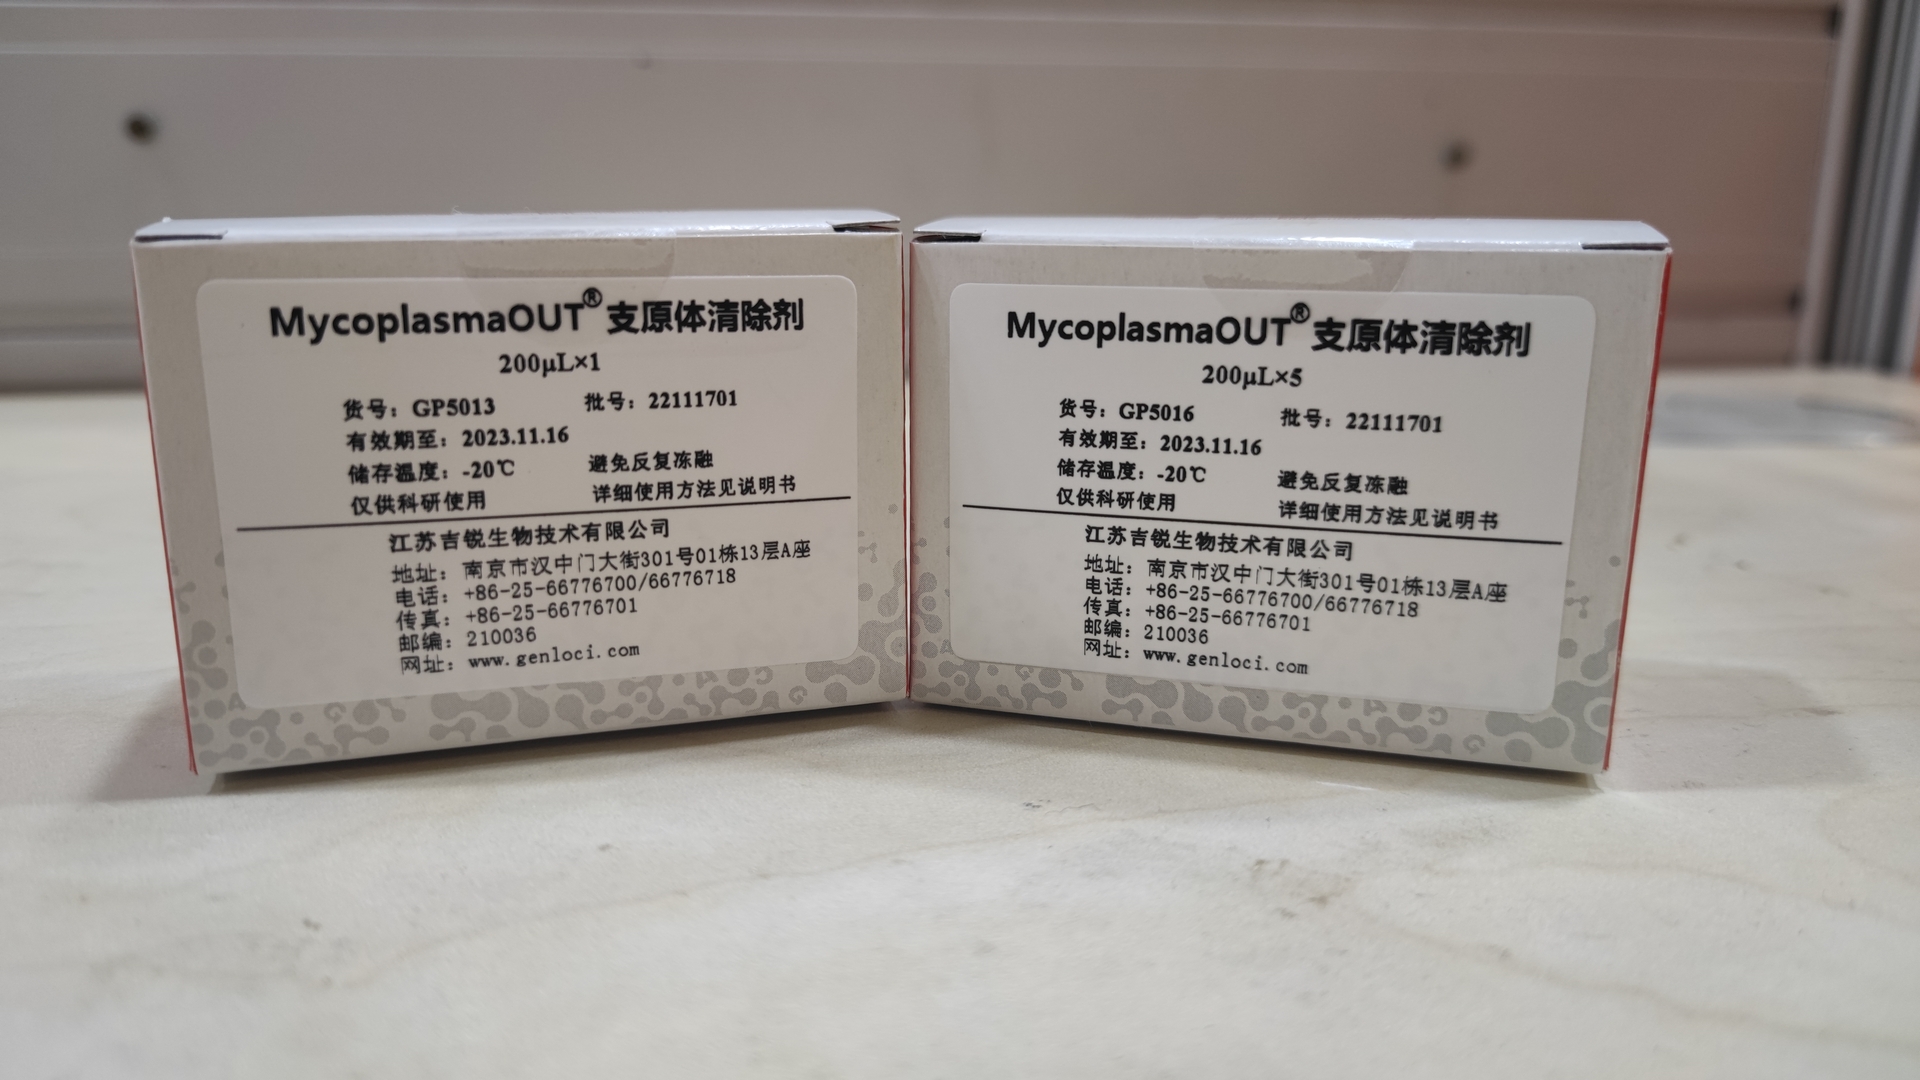 MycoplasmaOUT®支原体清除剂
200μL×1
货号：GP5013 批号：22111701
有效期至：2023.11.16
储存温度：-20℃ 避免反复冻融
仅供科研使用 详细使用方法见说明书
江苏吉锐生物技术有限公司
地址：南京市汉中门大街301号01栋13层A座
电话：+86-25-66776700/66776718
传真：+86-25-66776701
邮编：210036
网址：www.genloci.com
MycoplasmaOUT®支原体清除剂
200μL×5
货号：GP5016 批号：22111701
有效期至：2023.11.16
储存温度：-20℃ 避免反复冻融
仅供科研使用 详细使用方法见说明书
江苏吉锐生物技术有限公司
地址：南京市汉中门大街301号01栋13层A座
电话：+86-25-66776700/66776718
传真：+86-25-66776701
邮编：210036
网址：www.genloci.com